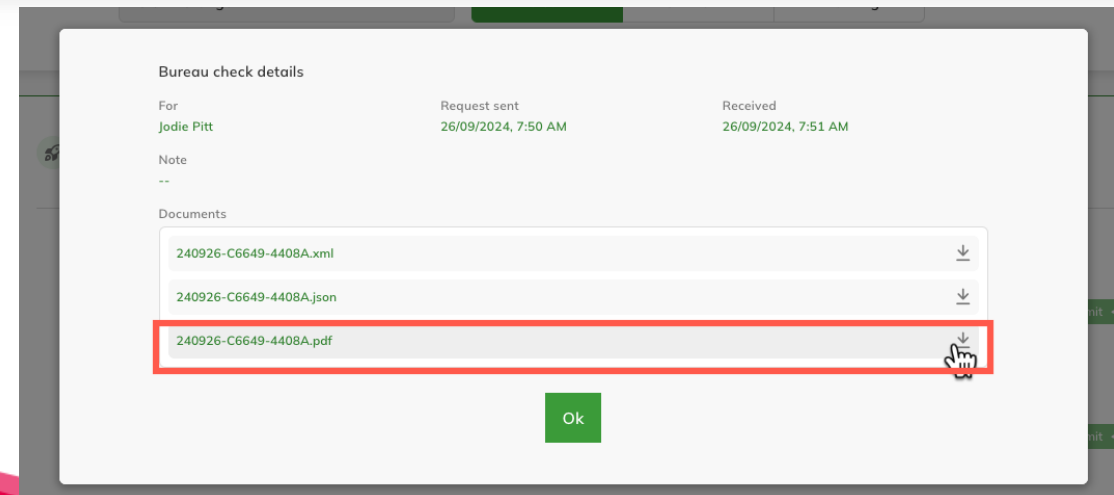 Bureau check details
For Request sent Received
Jodie Pitt 26/09/2024, 7:50 AM 26/09/2024, 7:51 AM
Note
--
Documents
240926-C6649-4408A.xml
240926-C6649-4408A.json
240926-C6649-4408A.pdf
Ok